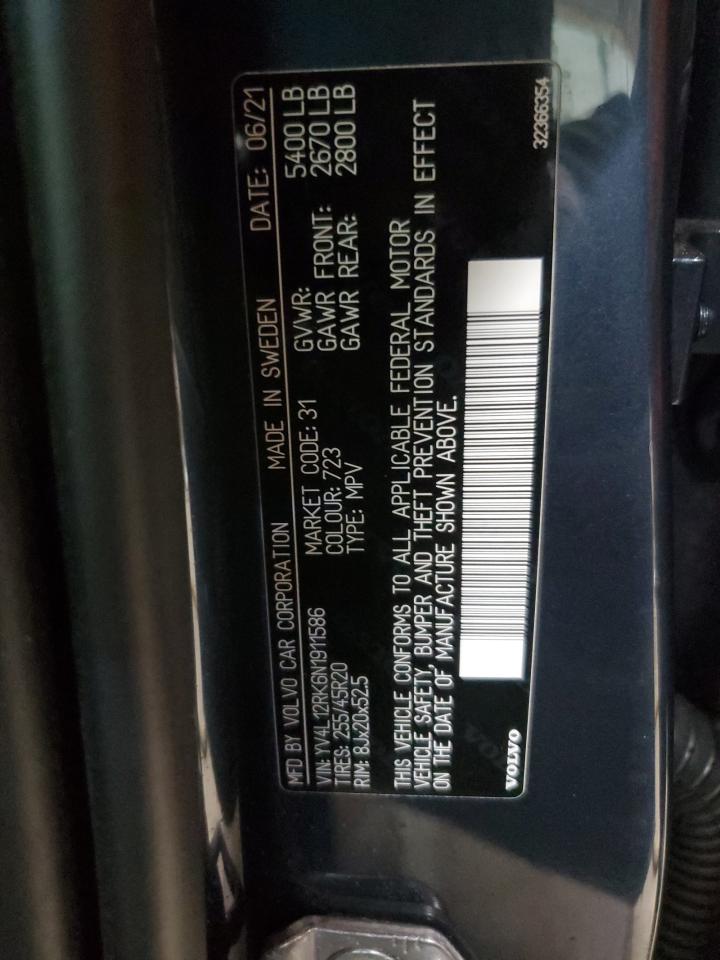 MFD BY VOLVO CAR CORPORATION MADE IN SWEDEN DATE: 06/21
VIN: YV4L12RK6N1911586 MARKET CODE: 31 GVWR: 5400 LB
TIRES: 255/45R20 COLOUR: 723 GAWR FRONT: 2670 LB
RIM: 8Jx20x52.5 TYPE: MPV GAWR REAR: 2800 LB
THIS VEHICLE CONFORMS TO ALL APPLICABLE FEDERAL MOTOR
VEHICLE SAFETY, BUMPER AND THEFT PREVENTION STANDARDS IN EFFECT
ON THE DATE OF MANUFACTURE SHOWN ABOVE.
VOLVO
32366354